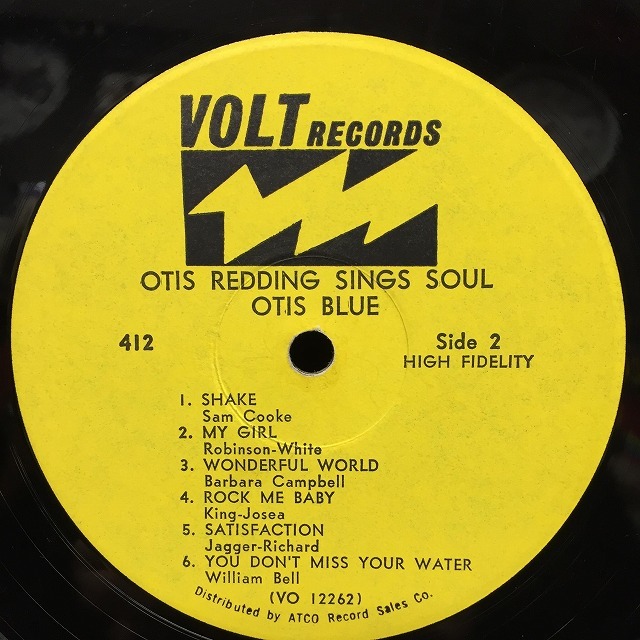 VOLT RECORDS
OTIS REDDING SINGS SOUL
OTIS BLUE
412
Side 2
HIGH FIDELITY
1. SHAKE
Sam Cooke
2. MY GIRL
Robinson-White
3. WONDERFUL WORLD
Barbara Campbell
4. ROCK ME BABY
King-Josea
5. SATISFACTION
Jagger-Richard
6. YOU DON'T MISS YOUR WATER
William Bell
(VO 12262)
Distributed by ATCO Record Sales Co.